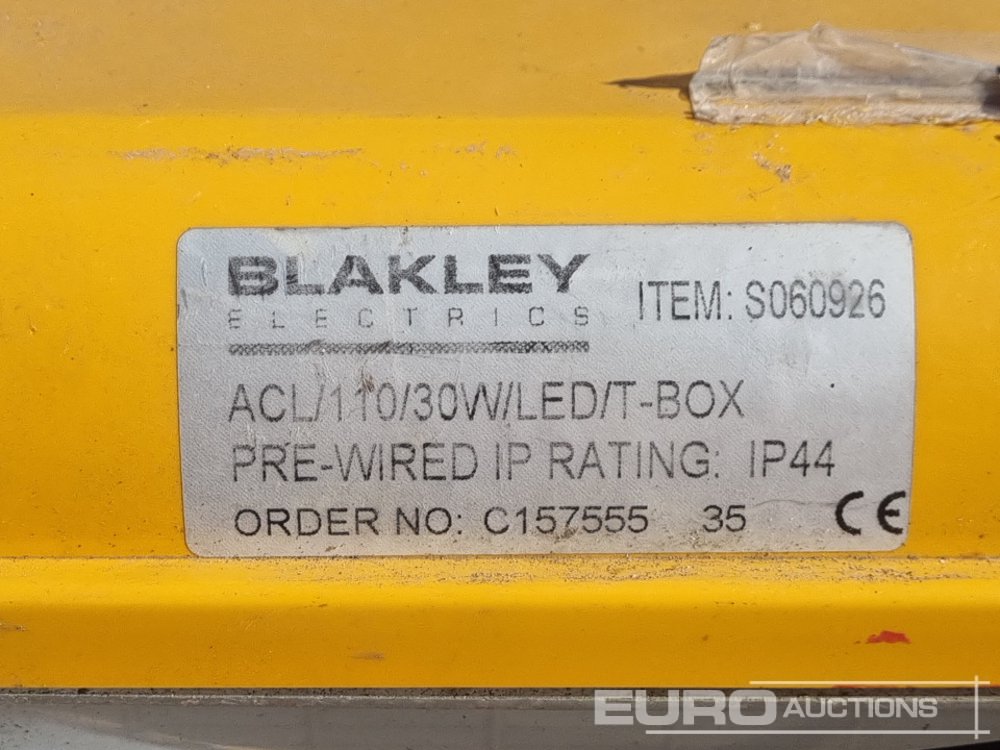 BLAKLEY
ELECTRICS
ITEM: S060926
ACL/110/30W/LED/T-BOX
PRE-WIRED IP RATING: IP44
ORDER NO: C157555 35 CE
EURO AUCTIONS